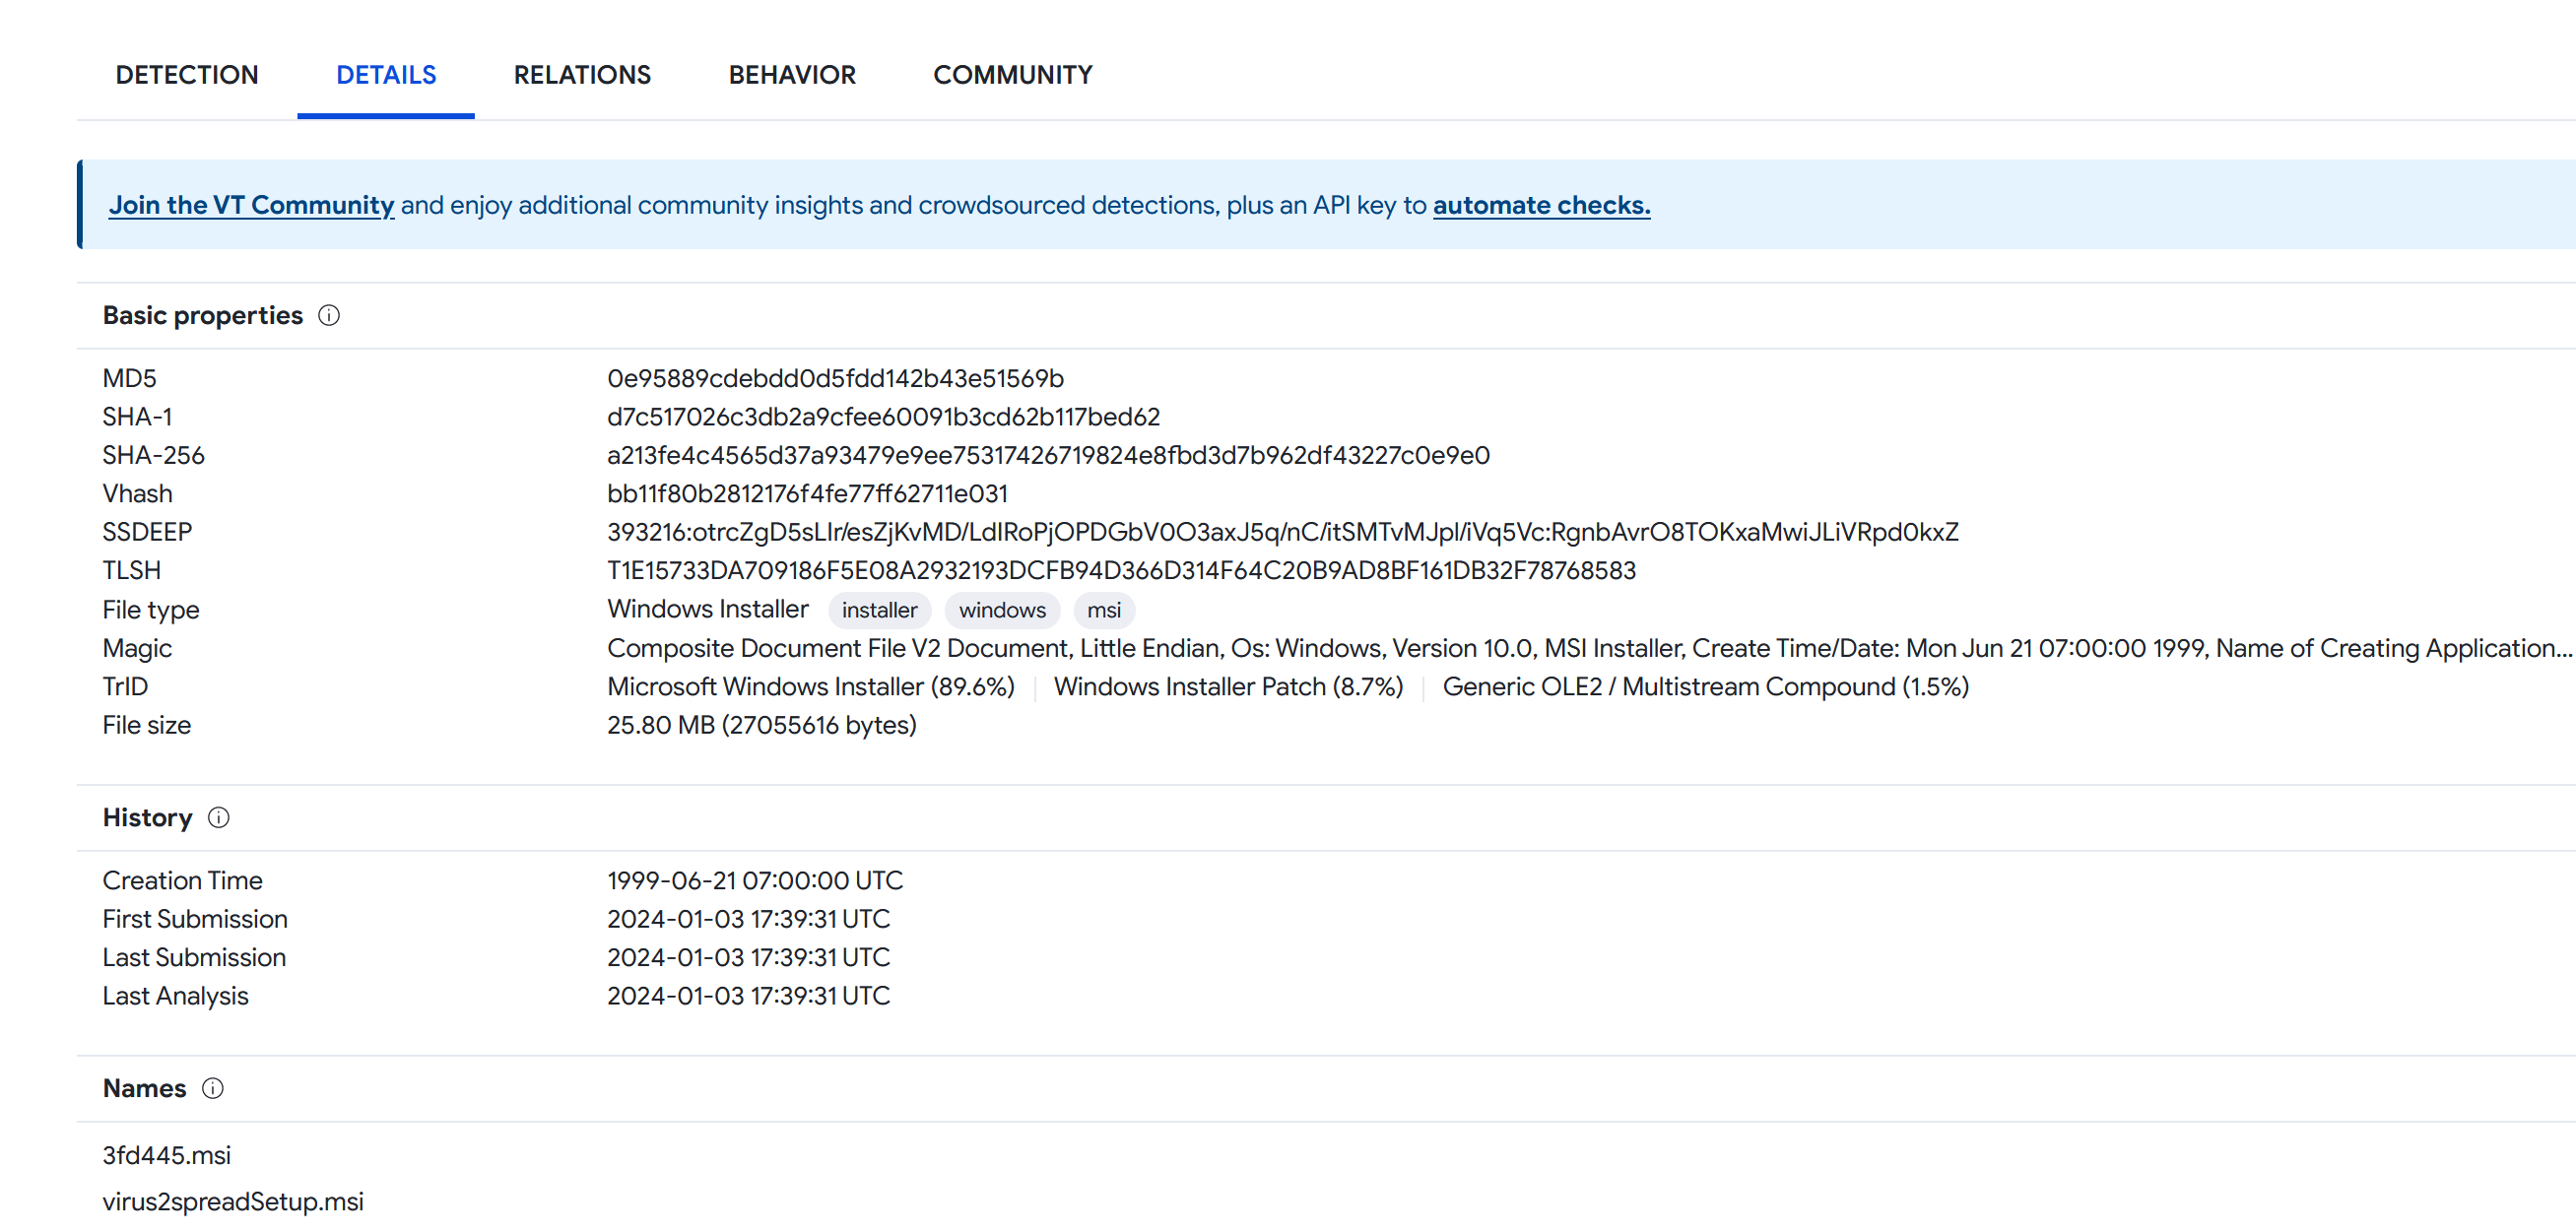 DETECTION DETAILS RELATIONS BEHAVIOR COMMUNITY
Join the VT Community and enjoy additional community insights and crowdsourced detections, plus an API key to automate checks.
Basic properties
MD5 0e95889cdebdd0d5fdd142b43e51569b
SHA-1 d7c517026c3db2a9cfee60091b3cd62b117bed62
SHA-256 a213fe4c4565d37a93479e9ee75317426719824e8fbd3d7b962df43227c0e9e0
Vhash bb11f80b2812176f4fe77ff62711e031
SSDEEP 393216:otrcZgD5sLIr/esZjKvMD/LdIRoPjOPDGbV0O3axJ5q/nC/itSMTvMJpl/iVq5Vc:RgnbAvrO8TOKxaMwiJLiVRpd0kxZ
TLSH T1E15733DA709186F5E08A2932193DCFB94D366D314F64C20B9AD8BF161DB32F78768583
File type Windows Installer installer windows msi
Magic Composite Document File V2 Document, Little Endian, Os: Windows, Version 10.0, MSI Installer, Create Time/Date: Mon Jun 21 07:00:00 1999, Name of Creating Application...
TrID Microsoft Windows Installer (89.6%) | Windows Installer Patch (8.7%) | Generic OLE2 / Multistream Compound (1.5%)
File size 25.80 MB (27055616 bytes)
History
Creation Time 1999-06-21 07:00:00 UTC
First Submission 2024-01-03 17:39:31 UTC
Last Submission 2024-01-03 17:39:31 UTC
Last Analysis 2024-01-03 17:39:31 UTC
Names
3fd445.msi
virus2spreadSetup.msi